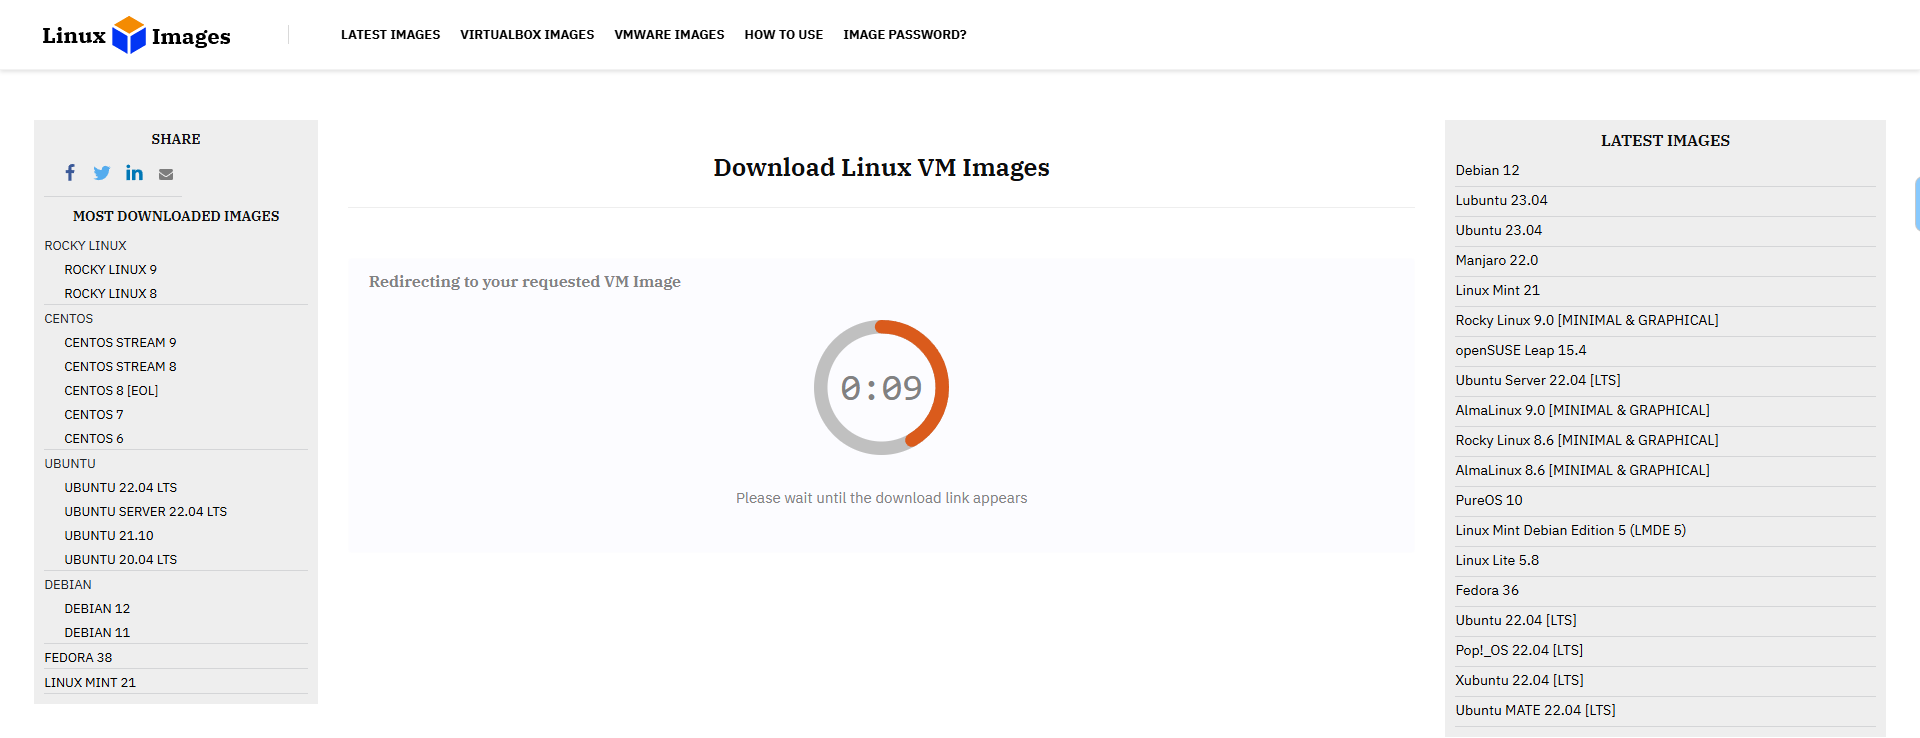 Linux Images
LATEST IMAGES
VIRTUALBOX IMAGES
VMWARE IMAGES
HOW TO USE
IMAGE PASSWORD?
SHARE
MOST DOWNLOADED IMAGES
ROCKY LINUX
ROCKY LINUX 9
ROCKY LINUX 8
CENTOS
CENTOS STREAM 9
CENTOS STREAM 8
CENTOS 8 [EOL]
CENTOS 7
CENTOS 6
UBUNTU
UBUNTU 22.04 LTS
UBUNTU SERVER 22.04 LTS
UBUNTU 21.10
UBUNTU 20.04 LTS
DEBIAN
DEBIAN 12
DEBIAN 11
FEDORA 38
LINUX MINT 21
Download Linux VM Images
Redirecting to your requested VM Image
0:09
Please wait until the download link appears
LATEST IMAGES
Debian 12
Lubuntu 23.04
Ubuntu 23.04
Manjaro 22.0
Linux Mint 21
Rocky Linux 9.0 [MINIMAL & GRAPHICAL]
openSUSE Leap 15.4
Ubuntu Server 22.04 [LTS]
AlmaLinux 9.0 [MINIMAL & GRAPHICAL]
Rocky Linux 8.6 [MINIMAL & GRAPHICAL]
AlmaLinux 8.6 [MINIMAL & GRAPHICAL]
PureOS 10
Linux Mint Debian Edition 5 (LMDE 5)
Linux Lite 5.8
Fedora 36
Ubuntu 22.04 [LTS]
Pop!_OS 22.04 [LTS]
Xubuntu 22.04 [LTS]
Ubuntu MATE 22.04 [LTS]